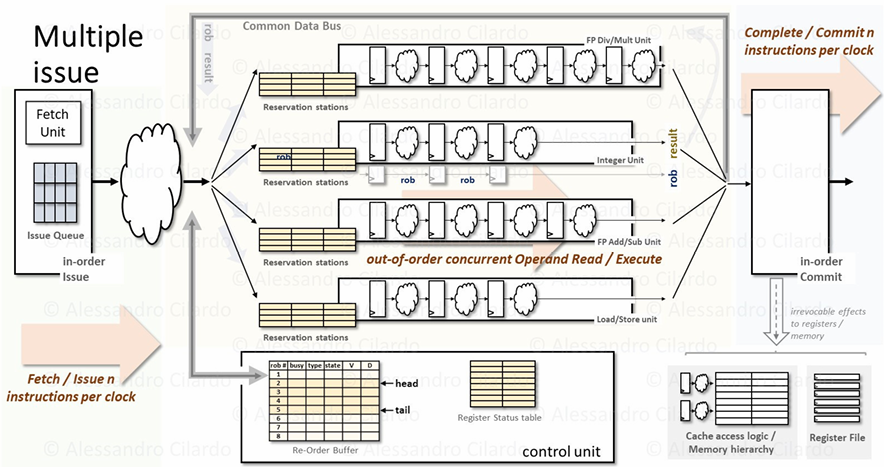 Multiple
issue
Fetch
Unit
Issue Queue
in-order
Issue
Fetch / Issue n
instructions per clock
rob result
Common Data Bus
FP Div/Mult Unit
Reservation stations
rob
Integer Unit
Reservation stations
rob
rob
rob result
FP Add/Sub Unit
out-of-order concurrent Operand Read / Execute
Reservation stations
Load/Store unit
Reservation stations
Complete / Commit n
instructions per clock
in-order
Commit
irrevocable effects
to registers /
memory
rob # busy type state V D
1
2
3
4
5
6
7
8
head
tail
Re-Order Buffer
Register Status table
control unit
Cache access logic /
Memory hierarchy
Register File
© Alessandro Cilardo